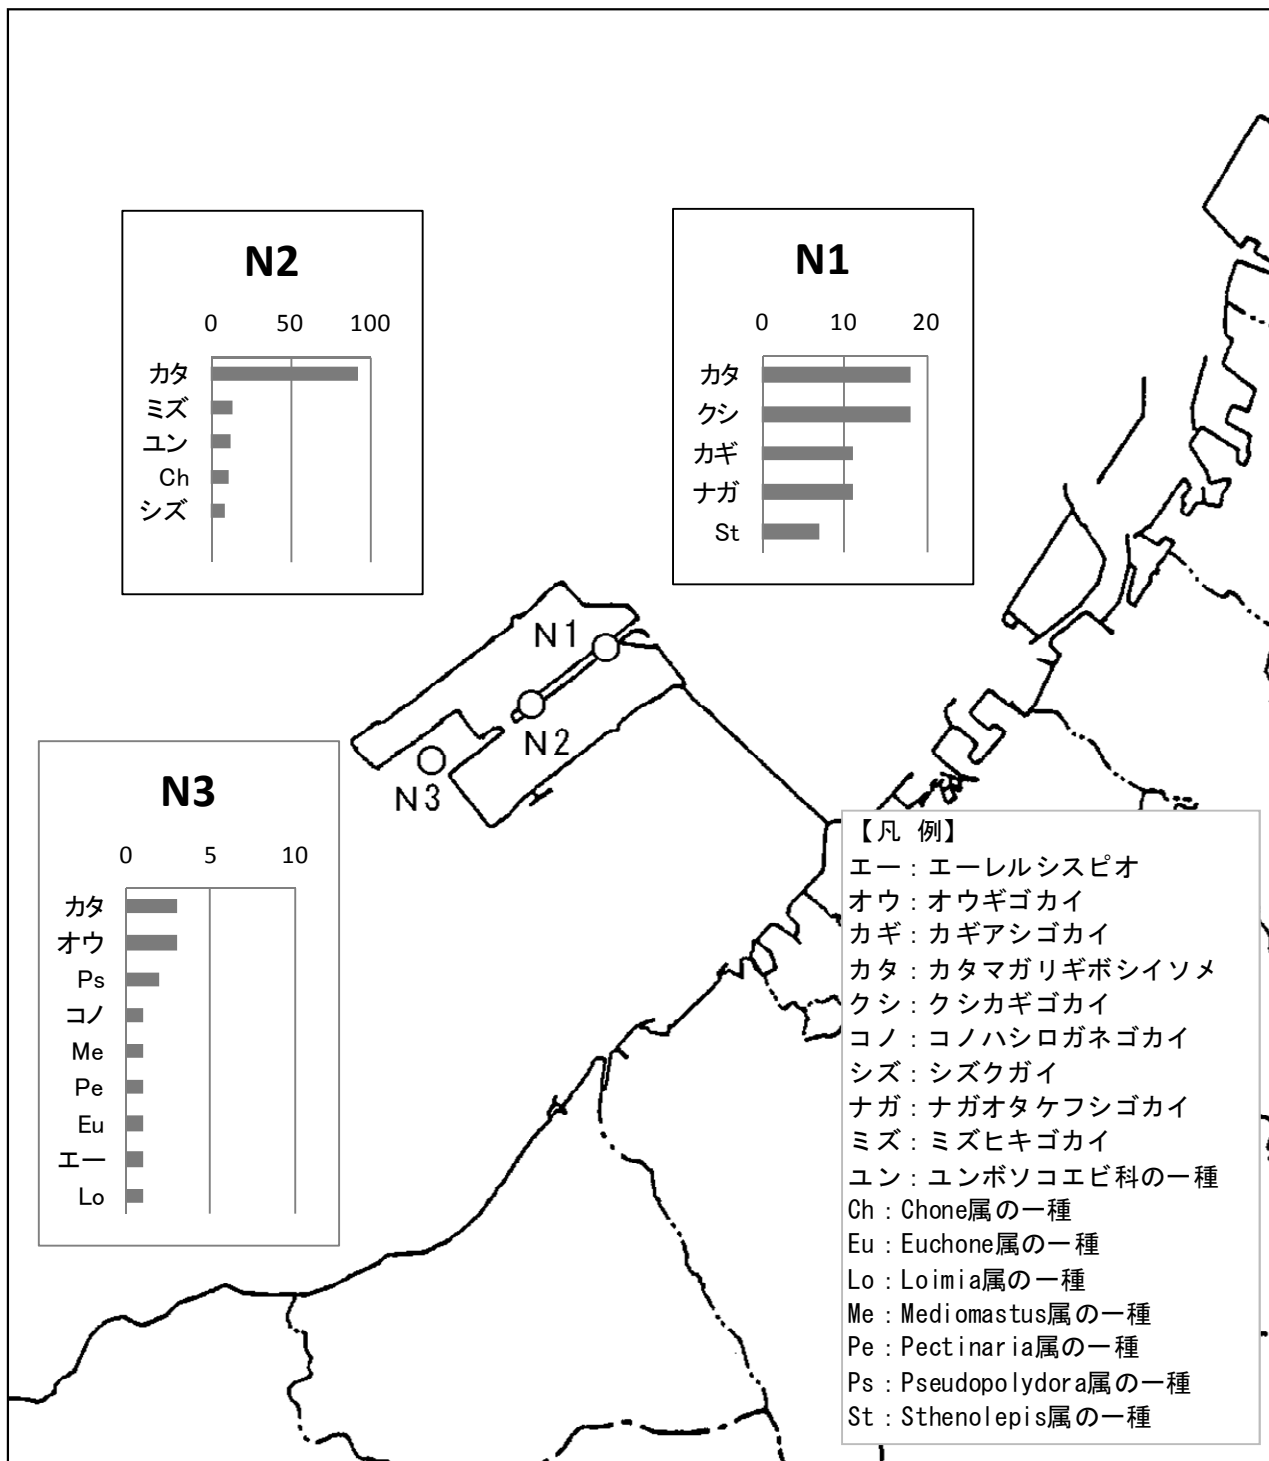 N2
0 50 100
カタ
ミズ
ユン
Ch
シズ
N1
0 10 20
カタ
クシ
カギ
ナガ
St
N1
N2
N3
N3
0 5 10
カタ
オウ
Ps
コノ
Me
Pe
Eu
エー
Lo
【凡 例】
エー：エーレルシスピオ
オウ：オウギゴカイ
カギ：カギアシゴカイ
カタ：カタマガリギボシイソメ
クシ：クシカギゴカイ
コノ：コノハシロガネゴカイ
シズ：シズクガイ
ナガ：ナガオタケフシゴカイ
ミズ：ミズヒキゴカイ
ユン：ユンボソコエビ科の一種
Ch：Chone属の一種
Eu：Euchone属の一種
Lo：Loimia属の一種
Me：Mediomastus属の一種
Pe：Pectinaria属の一種
Ps：Pseudopolydora属の一種
St：Sthenolepis属の一種